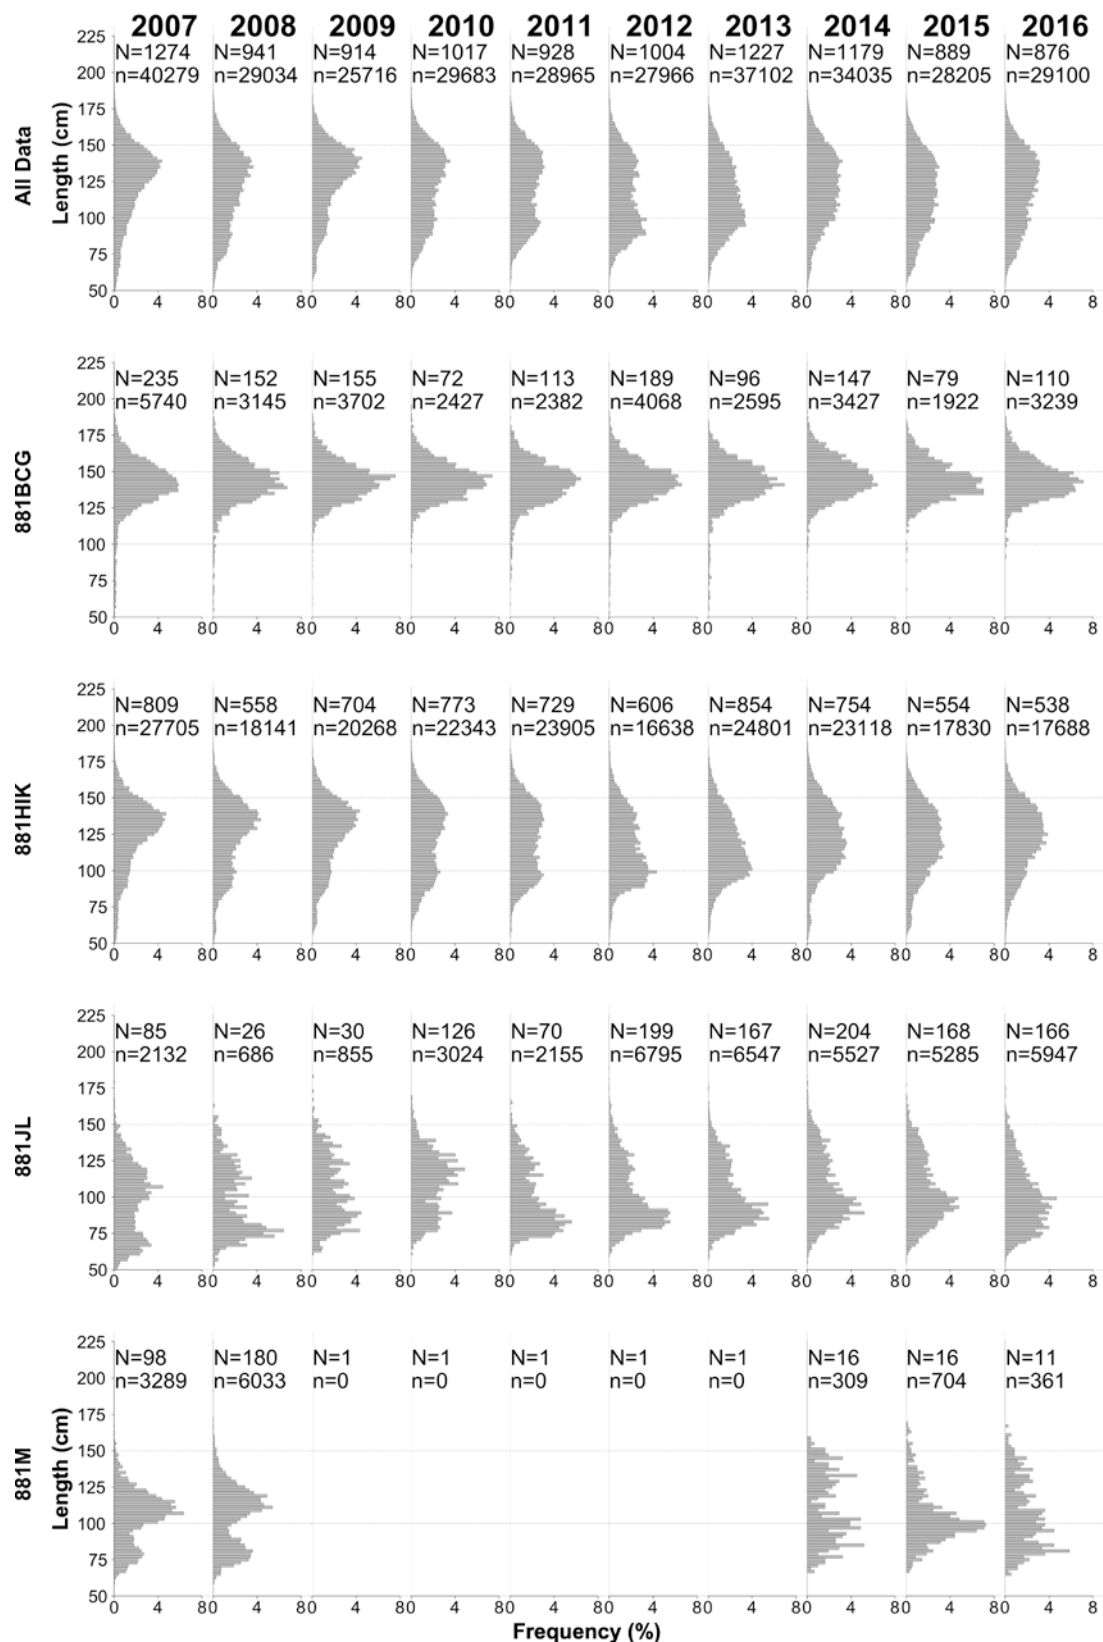 2007 2008 2009 2010 2011 2012 2013 2014 2015 2016
All Data
Length (cm)
225 200 175 150 125 100 75 50
N=1274 N=941 N=914 N=1017 N=928 N=1004 N=1227 N=1179 N=889 N=876
n=40279 n=29034 n=25716 n=29683 n=28965 n=27966 n=37102 n=34035 n=28205 n=29100
0 4 80 4 80 4 80 4 80 4 80 4 80 4 80 4 80 4 80 4 8
881BCG
225 200 175 150 125 100 75 50
N=235 N=152 N=155 N=72 N=113 N=189 N=96 N=147 N=79 N=110
n=5740 n=3145 n=3702 n=2427 n=2382 n=4068 n=2595 n=3427 n=1922 n=3239
0 4 80 4 80 4 80 4 80 4 80 4 80 4 80 4 80 4 80 4 8
881HIK
225 200 175 150 125 100 75 50
N=809 N=558 N=704 N=773 N=729 N=606 N=854 N=754 N=554 N=538
n=27705 n=18141 n=20268 n=22343 n=23905 n=16638 n=24801 n=23118 n=17830 n=17688
0 4 80 4 80 4 80 4 80 4 80 4 80 4 80 4 80 4 80 4 8
881JL
225 200 175 150 125 100 75 50
N=85 N=26 N=30 N=126 N=70 N=199 N=167 N=204 N=168 N=166
n=2132 n=686 n=855 n=3024 n=2155 n=6795 n=6547 n=5527 n=5285 n=5947
0 4 80 4 80 4 80 4 80 4 80 4 80 4 80 4 80 4 80 4 8
881M
Length (cm)
225 200 175 150 125 100 75 50
N=98 N=180 N=1 N=1 N=1 N=1 N=1 N=16 N=16 N=11
n=3289 n=6033 n=0 n=0 n=0 n=0 n=0 n=309 n=704 n=361
0 4 80 4 80 4 80 4 80 4 80 4 80 4 80 4 80 4 80 4 8
Frequency (%)